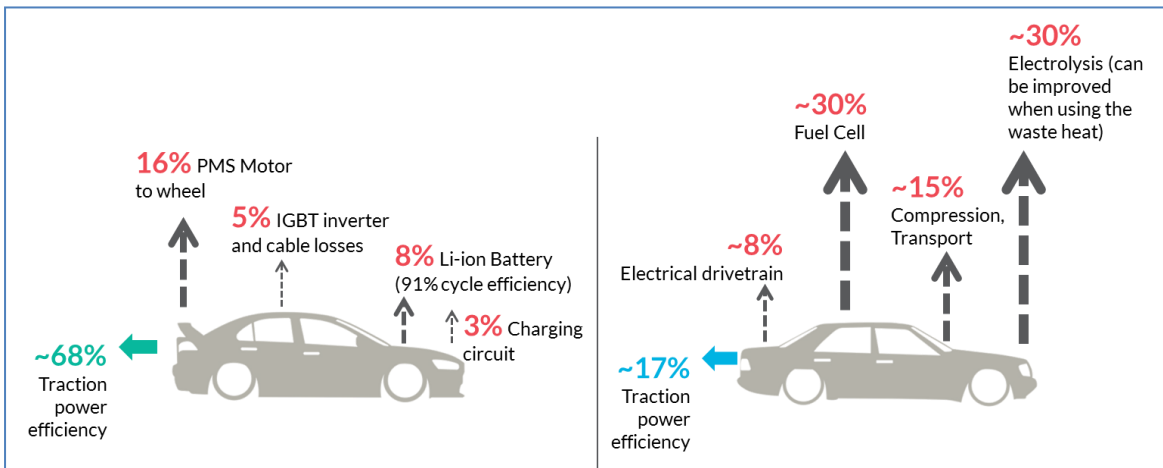 16% PMS Motor
to wheel
5% IGBT inverter
and cable losses
8% Li-ion Battery
(91% cycle efficiency)
3% Charging
circuit
~68%
Traction
power
efficiency
~30%
Electrolysis (can
be improved
when using the
waste heat)
~30%
Fuel Cell
~15%
Compression,
Transport
~8%
Electrical drivetrain
~17%
Traction
power
efficiency